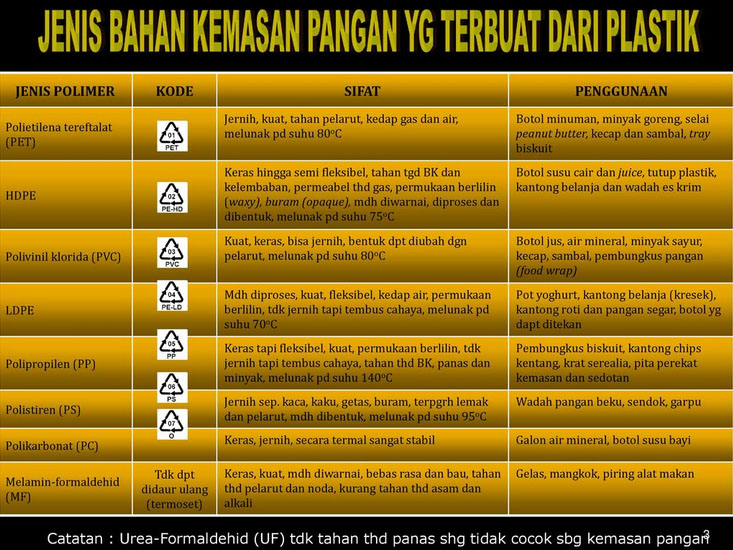 JENIS BAHAN KEMASAN PANGAN YG TERBUAT DARI PLASTIK
JENIS POLIMER KODE SIFAT PENGGUNAAN
Polietilena tereftalat
(PET)
01
PET
Jernih, kuat, tahan pelarut, kedap gas dan air,
melunak pd suhu 80°C
Botol minuman, minyak goreng, selai
peanut butter, kecap dan sambal, tray
biskuit
HDPE
02
PE-HD
Keras hingga semi fleksibel, tahan tgd BK dan
kelembaban, permeabel thd gas, permukaan berlilin
(waxy), buram (opaque), mdh diwarnai, diproses dan
dibentuk, melunak pd suhu 75°C
Botol susu cair dan juice, tutup plastik,
kantong belanja dan wadah es krim
Polivinil klorida (PVC)
03
PVC
Kuat, keras, bisa jernih, bentuk dpt diubah dgn
pelarut, melunak pd suhu 80°C
Botol jus, air mineral, minyak sayur,
kecap, sambal, pembungkus pangan
(food wrap)
LDPE
04
PE-LD
Mdh diproses, kuat, fleksibel, kedap air, permukaan
berlilin, tdk jernih tapi tembus cahaya, melunak pd
suhu 70°C
Pot yoghurt, kantong belanja (kresek),
kantong roti dan pangan segar, botol yg
dapt ditekan
Polipropilen (PP)
05
PP
Keras tapi fleksibel, kuat, permukaan berlilin, tdk
jernih tapi tembus cahaya, tahan thd BK, panas dan
minyak, melunak pd suhu 140°C
Pembungkus biskuit, kantong chips
kentang, krat serealia, pita perekat
kemasan dan sedotan
Polistiren (PS)
06
PS
Jernih sep. kaca, kaku, getas, buram, terpgrh lemak
dan pelarut, mdh dibentuk, melunak pd suhu 95°C
Wadah pangan beku, sendok, garpu
Polikarbonat (PC)
07
O
Keras, jernih, secara termal sangat stabil
Galon air mineral, botol susu bayi
Melamin-formaldehid
(MF)
Tdk dpt
didaur ulang
(termoset)
Keras, kuat, mdh diwarnai, bebas rasa dan bau, tahan
thd pelarut dan noda, kurang tahan thd asam dan
alkali
Gelas, mangkok, piring alat makan
Catatan : Urea-Formaldehid (UF) tdk tahan thd panas shg tidak cocok sbg kemasan pangan
3